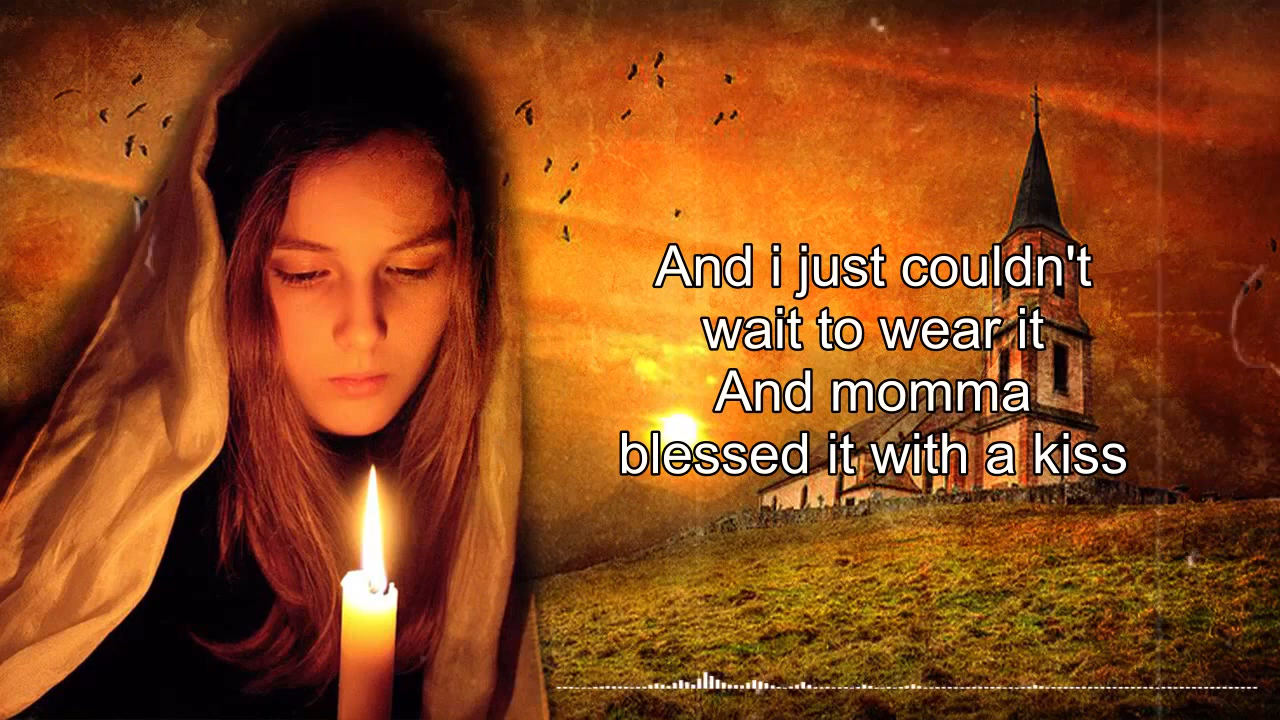 And i just couldn't
wait to wear it
And momma
blessed it with a kiss